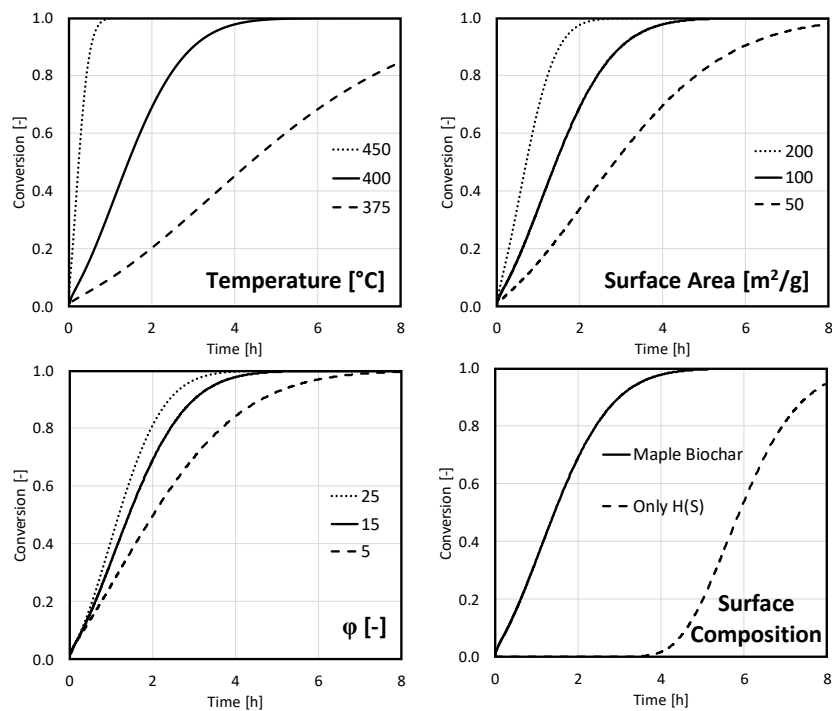 1.0
0.8
0.6
0.4
0.2
0.0
Conversion [-]
450
400
375
Temperature [°C]
0 2 4 6 8
Time [h]
1.0
0.8
0.6
0.4
0.2
0.0
Conversion [-]
200
100
50
Surface Area [m²/g]
0 2 4 6 8
Time [h]
1.0
0.8
0.6
0.4
0.2
0.0
Conversion [-]
25
15
5
φ [-]
0 2 4 6 8
Time [h]
1.0
0.8
0.6
0.4
0.2
0.0
Conversion [-]
Maple Biochar
Only H(S)
Surface
Composition
0 2 4 6 8
Time [h]